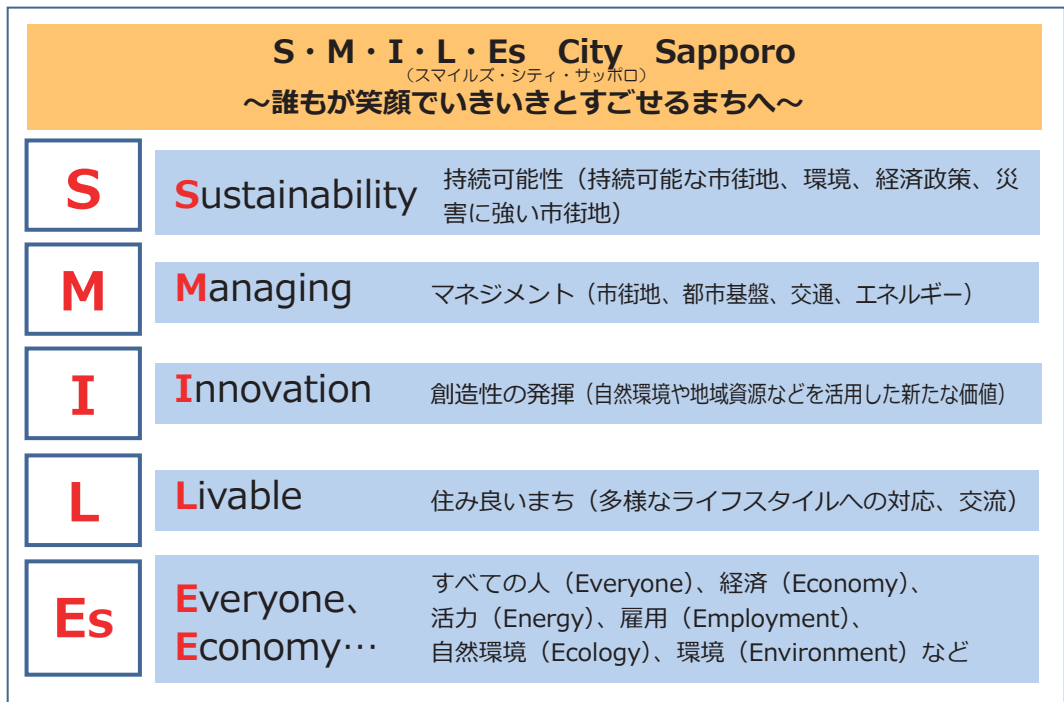 S・M・I・L・Es City Sapporo
（スマイルズ・シティ・サッポロ）
～誰もが笑顔でいきいきとすごせるまちへ～
S
Sustainability
持続可能性（持続可能な市街地、環境、経済政策、災
害に強い市街地）
M
Managing
マネジメント（市街地、都市基盤、交通、エネルギー）
I
Innovation
創造性の発揮（自然環境や地域資源などを活用した新たな価値）
L
Livable
住み良いまち（多様なライフスタイルへの対応、交流）
Es
Everyone、
Economy…
すべての人（Everyone）、経済（Economy）、
活力（Energy）、雇用（Employment）、
自然環境（Ecology）、環境（Environment）など